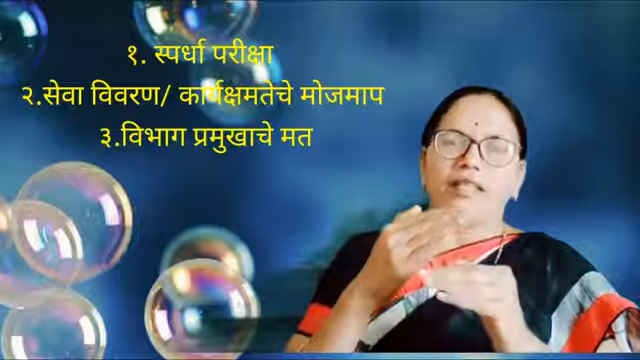 १. स्पर्धा परीक्षा
२.सेवा विवरण/ कार्यक्षमतेचे मोजमाप
३.विभाग प्रमुखाचे मत